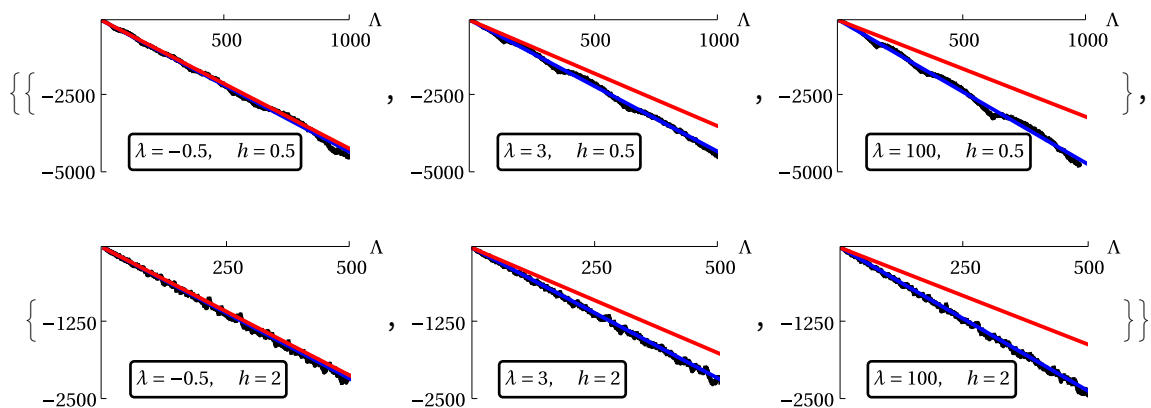 Λ Λ Λ
500 1000 500 1000 500 1000
{{ −2500 , −2500 , −2500 },
λ = −0.5, h = 0.5 λ = 3, h = 0.5 λ = 100, h = 0.5
−5000 −5000 −5000
Λ Λ Λ
250 500 250 500 250 500
{ −1250 , −1250 , −1250 }}
λ = −0.5, h = 2 λ = 3, h = 2 λ = 100, h = 2
−2500 −2500 −2500